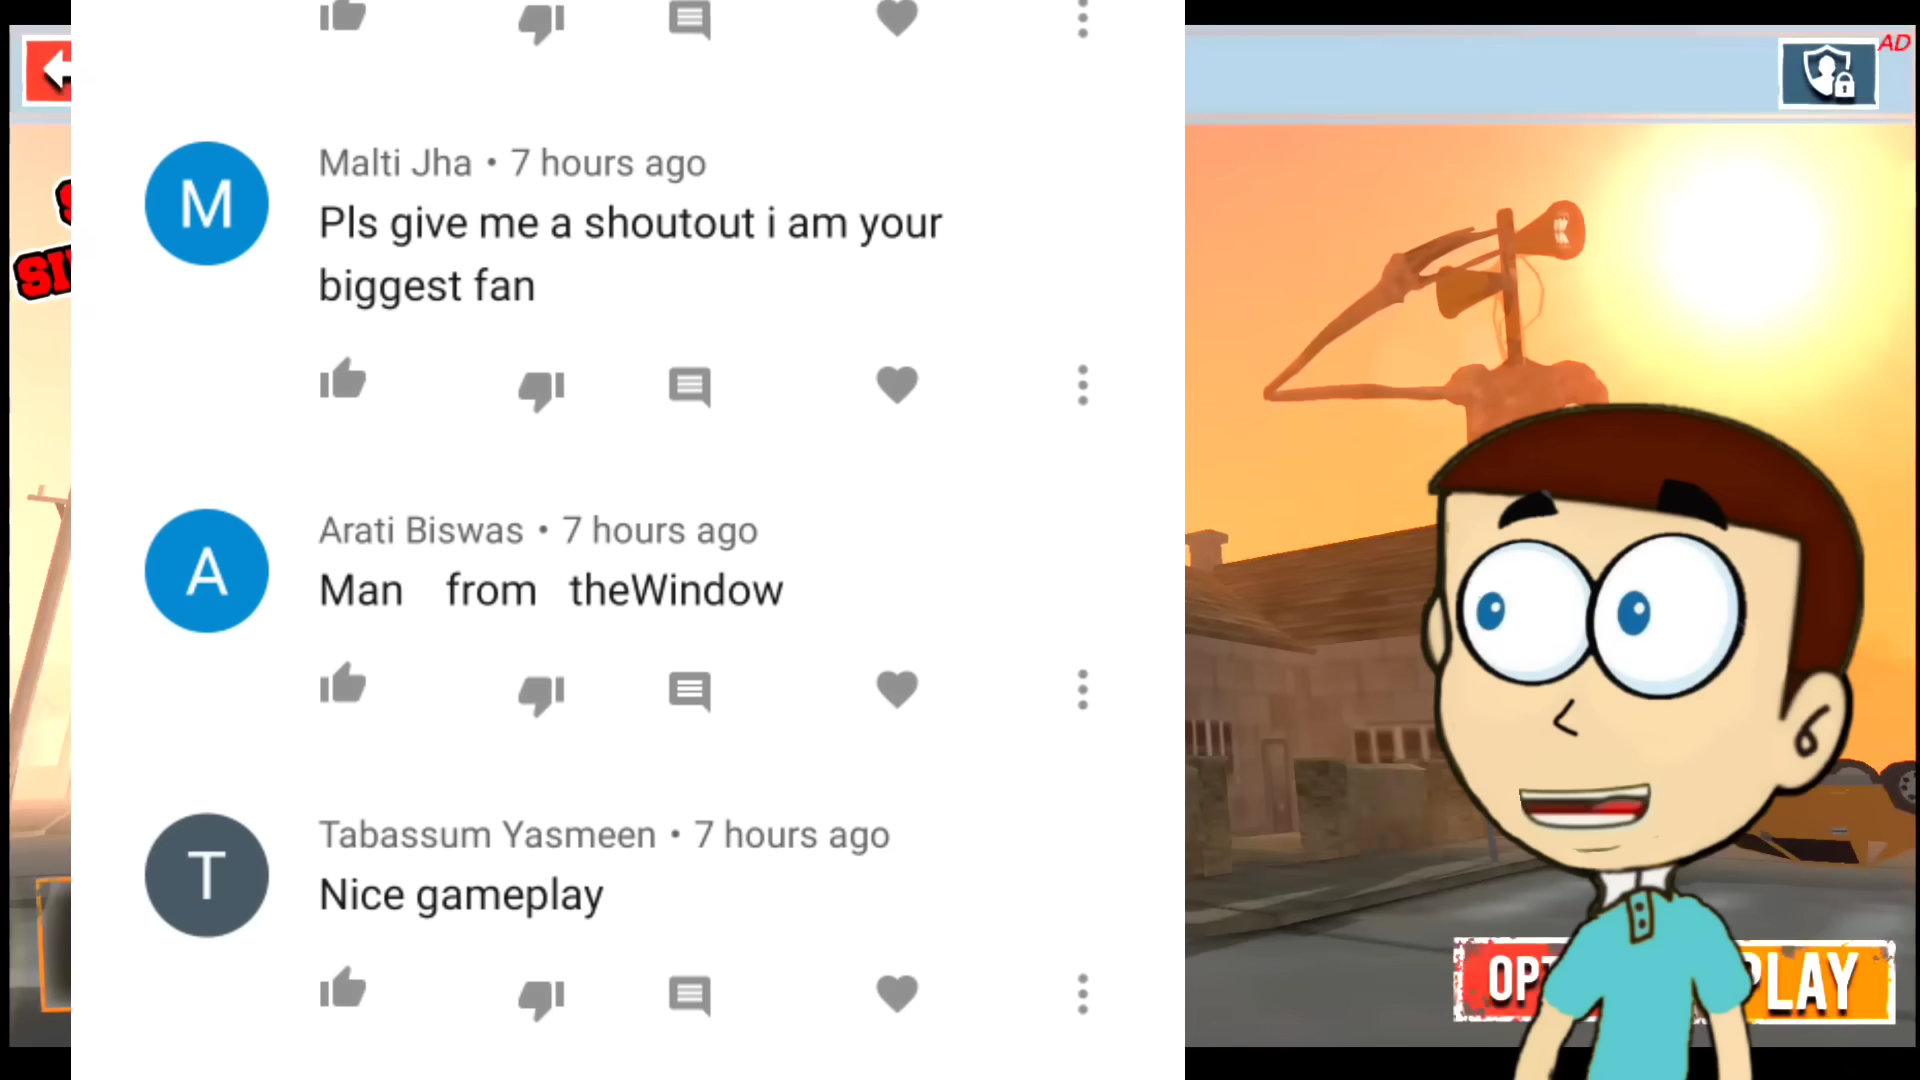 AD
M
Malti Jha • 7 hours ago
Pls give me a shoutout i am your
biggest fan
A
Arati Biswas • 7 hours ago
Man from theWindow
T
Tabassum Yasmeen • 7 hours ago
Nice gameplay